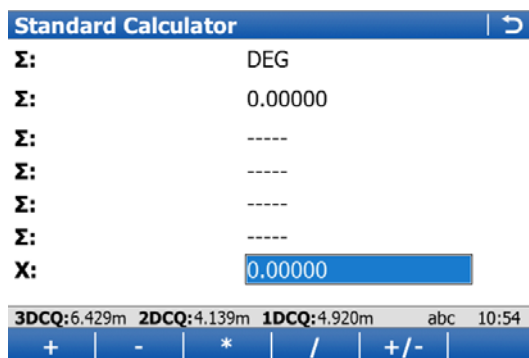 Standard Calculator
Σ: DEG
Σ: 0.00000
Σ: -----
Σ: -----
Σ: -----
Σ: -----
X: 0.00000
3DCQ:6.429m 2DCQ:4.139m 1DCQ:4.920m abc 10:54
+ - * / +/-